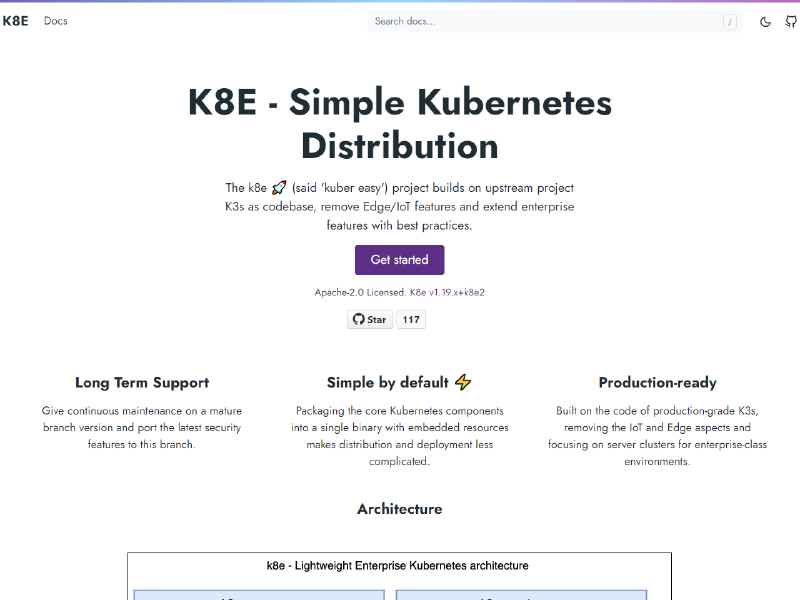 K8E Docs Search docs... /
K8E - Simple Kubernetes
Distribution
The k8e 🚀 (said 'kuber easy') project builds on upstream project
K3s as codebase, remove Edge/IoT features and extend enterprise
features with best practices.
Get started
Apache-2.0 Licensed. K8e v1.19.x+k8e2
Star 117
Long Term Support
Give continuous maintenance on a mature
branch version and port the latest security
features to this branch.
Simple by default ⚡
Packaging the core Kubernetes components
into a single binary with embedded resources
makes distribution and deployment less
complicated.
Production-ready
Built on the code of production-grade K3s,
removing the IoT and Edge aspects and
focusing on server clusters for enterprise-class
environments.
Architecture
k8e - Lightweight Enterprise Kubernetes architecture